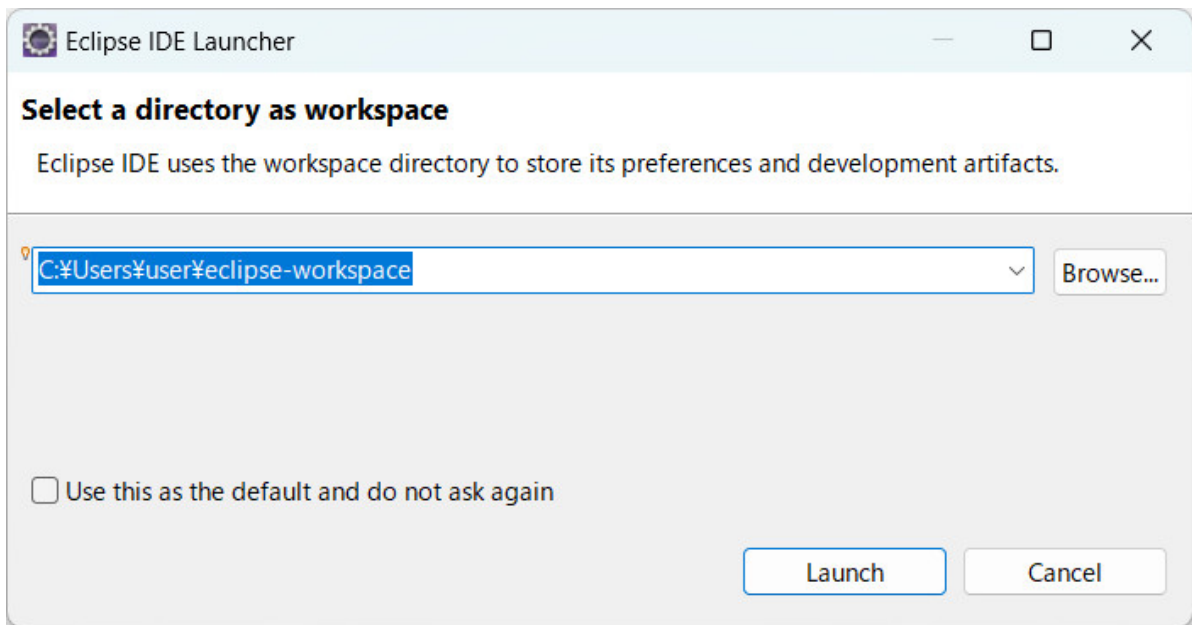 Eclipse IDE Launcher
Select a directory as workspace
Eclipse IDE uses the workspace directory to store its preferences and development artifacts.
C:¥Users¥user¥eclipse-workspace
Browse...
Use this as the default and do not ask again
Launch
Cancel